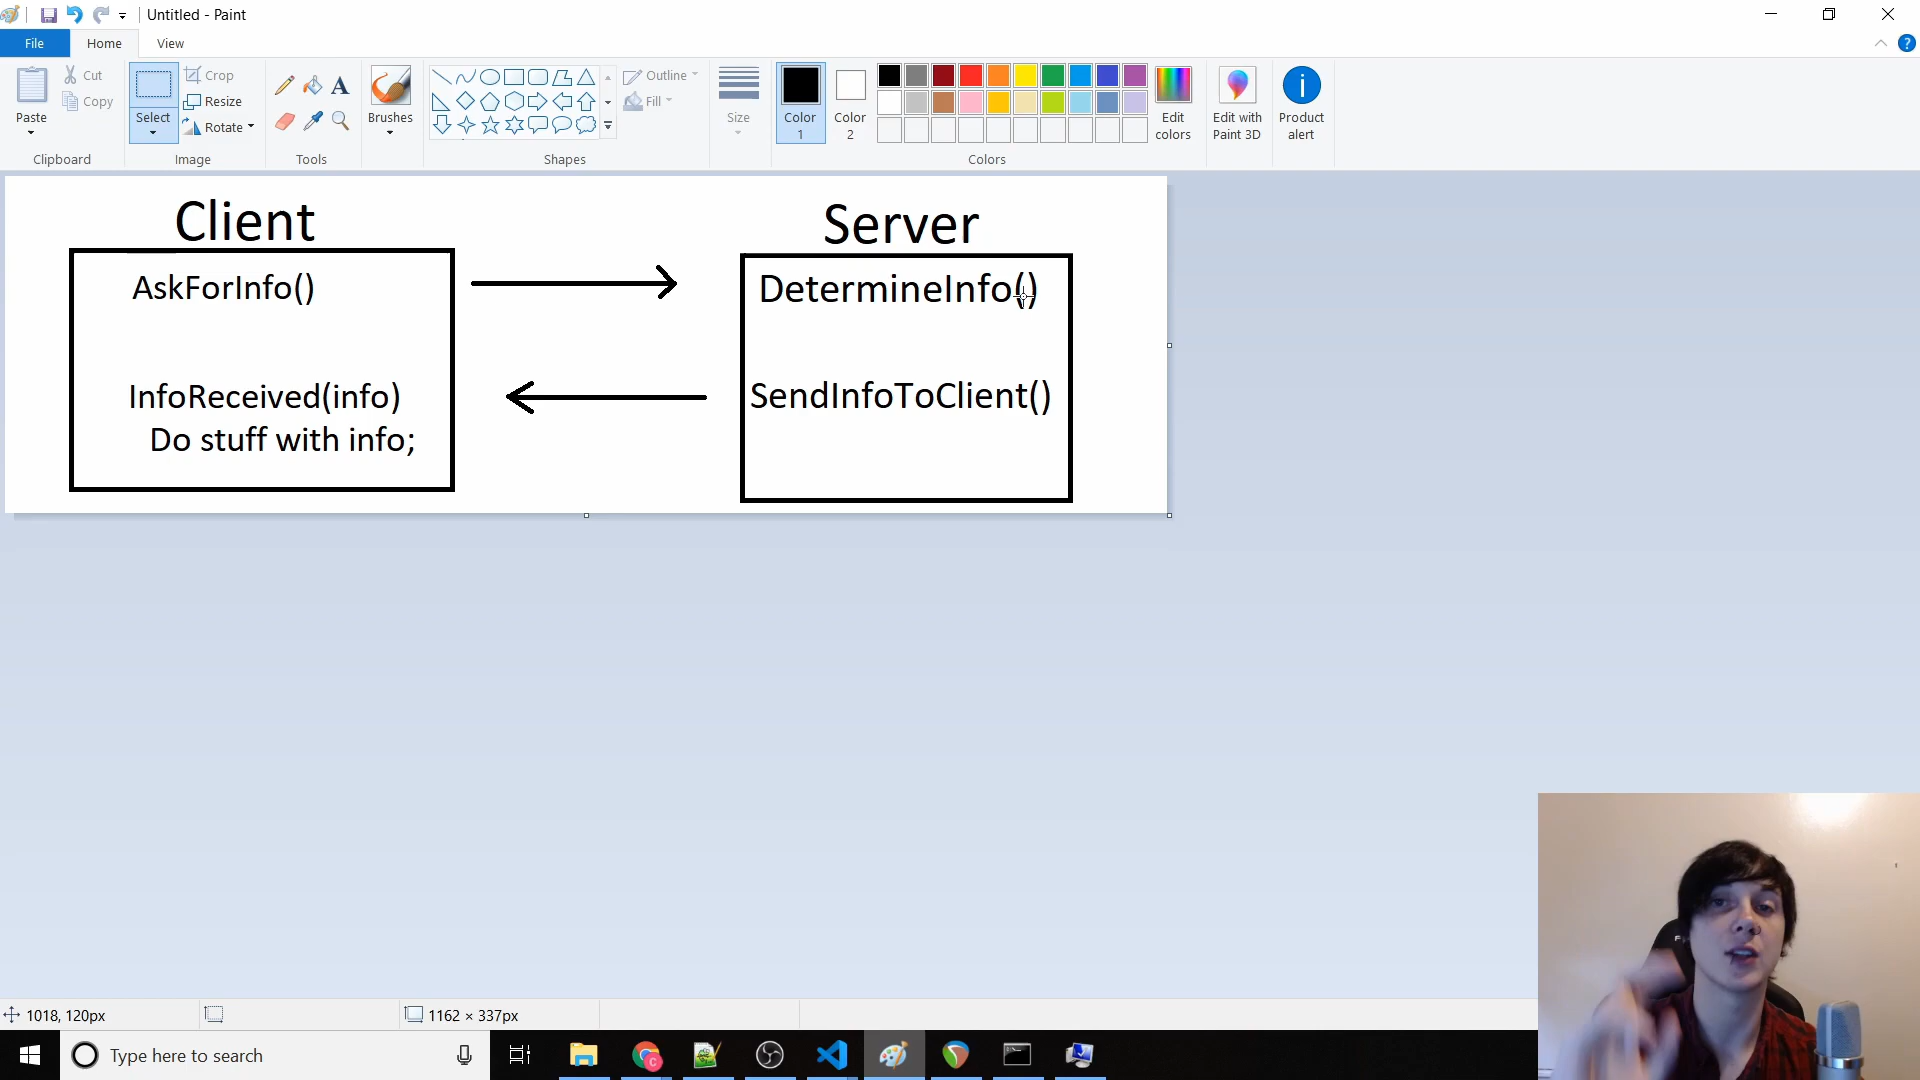 Untitled - Paint
File
Home
View
Paste
Cut
Copy
Clipboard
Select
Crop
Resize
Rotate
Image
Tools
Brushes
Shapes
Outline
Fill
Size
Color 1
Color 2
Colors
Edit colors
Edit with Paint 3D
Product alert
Client
Server
AskForInfo()
DetermineInfo()
InfoReceived(info)
SendInfoToClient()
Do stuff with info;
1018, 120px
1162 × 337px
Type here to search